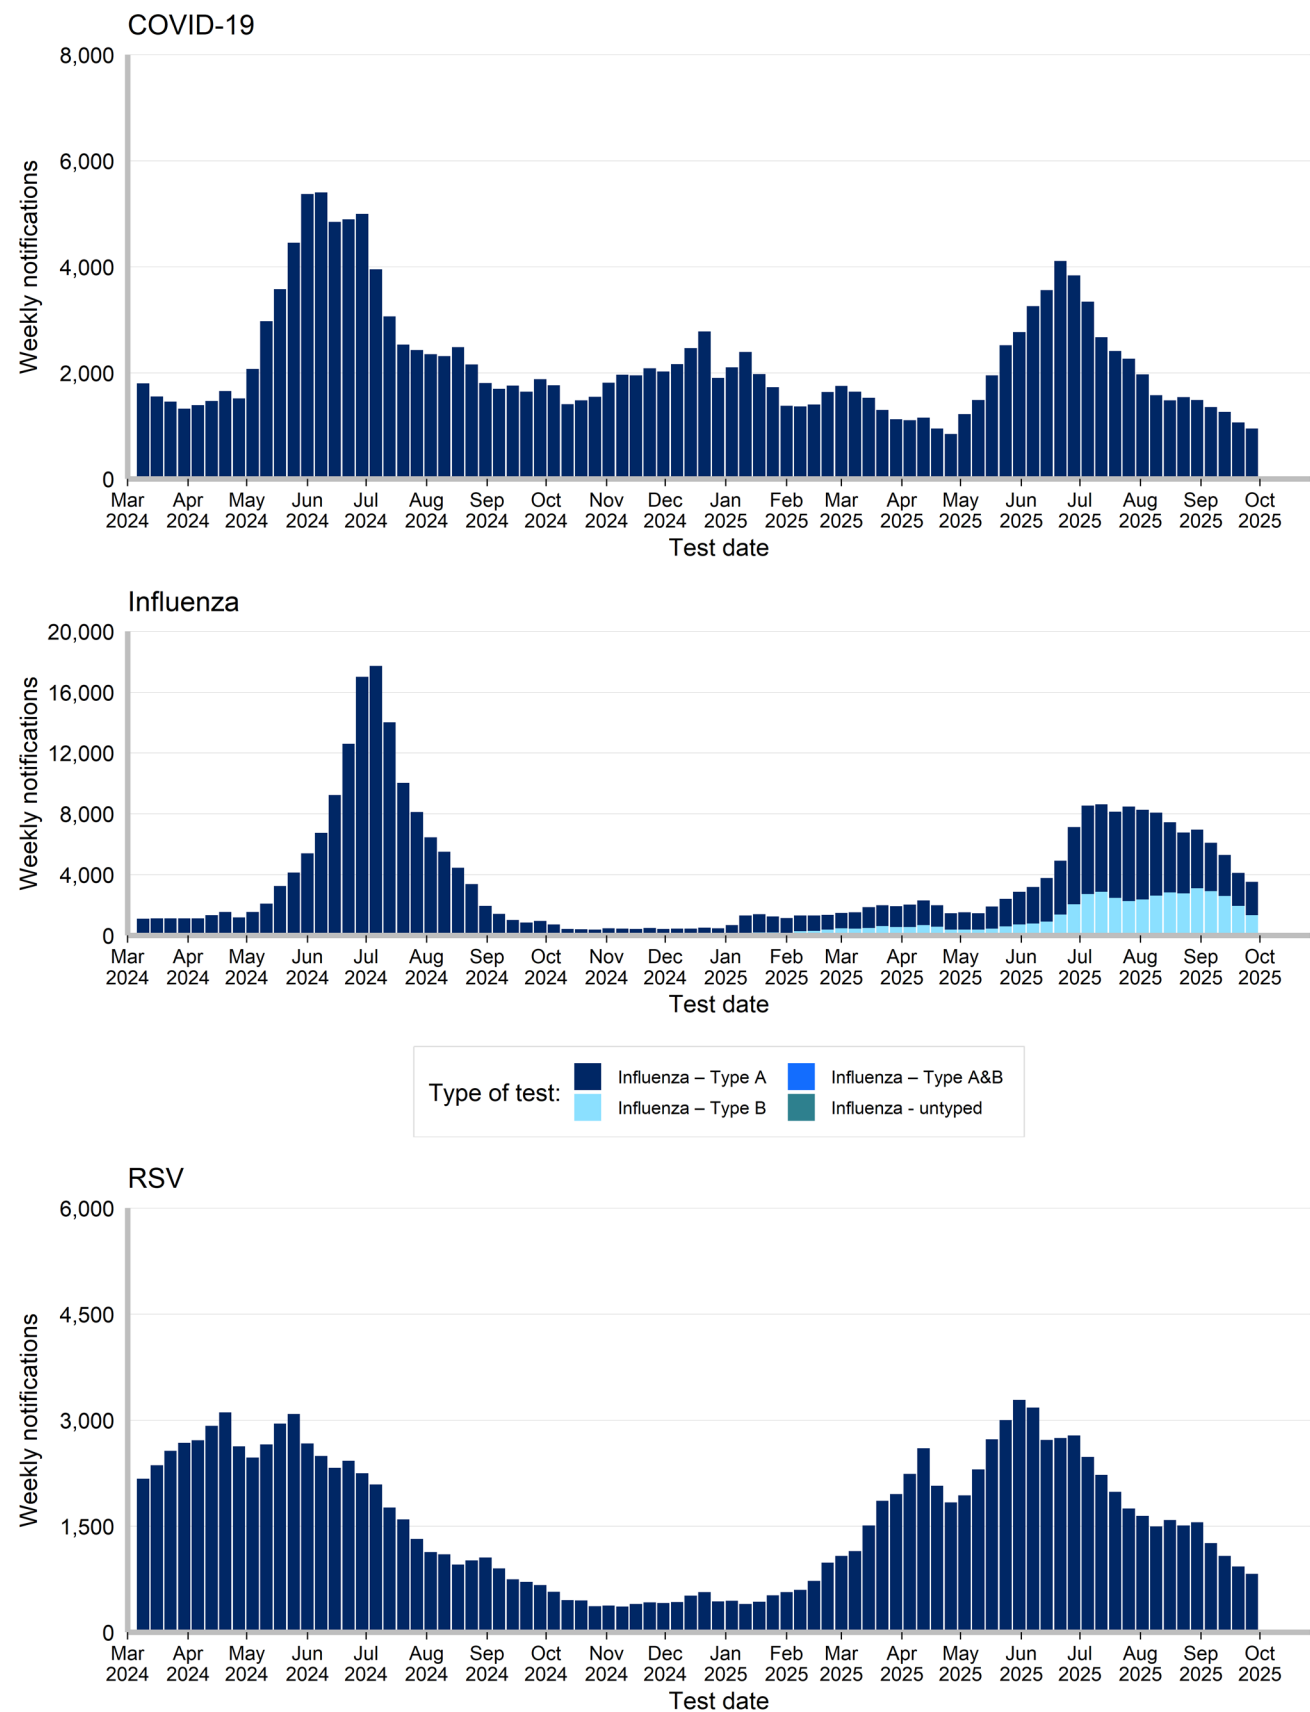 COVID-19
8,000
6,000
4,000
2,000
0
Weekly notifications
Mar Apr May Jun Jul Aug Sep Oct Nov Dec Jan Feb Mar Apr May Jun Jul Aug Sep Oct
2024 2024 2024 2024 2024 2024 2024 2024 2024 2024 2025 2025 2025 2025 2025 2025 2025 2025 2025 2025
Test date
Influenza
20,000
16,000
12,000
8,000
4,000
0
Weekly notifications
Mar Apr May Jun Jul Aug Sep Oct Nov Dec Jan Feb Mar Apr May Jun Jul Aug Sep Oct
2024 2024 2024 2024 2024 2024 2024 2024 2024 2024 2025 2025 2025 2025 2025 2025 2025 2025 2025 2025
Test date
Type of test:
Influenza – Type A
Influenza – Type B
Influenza – Type A&B
Influenza - untyped
RSV
6,000
4,500
3,000
1,500
0
Weekly notifications
Mar Apr May Jun Jul Aug Sep Oct Nov Dec Jan Feb Mar Apr May Jun Jul Aug Sep Oct
2024 2024 2024 2024 2024 2024 2024 2024 2024 2024 2025 2025 2025 2025 2025 2025 2025 2025 2025 2025
Test date